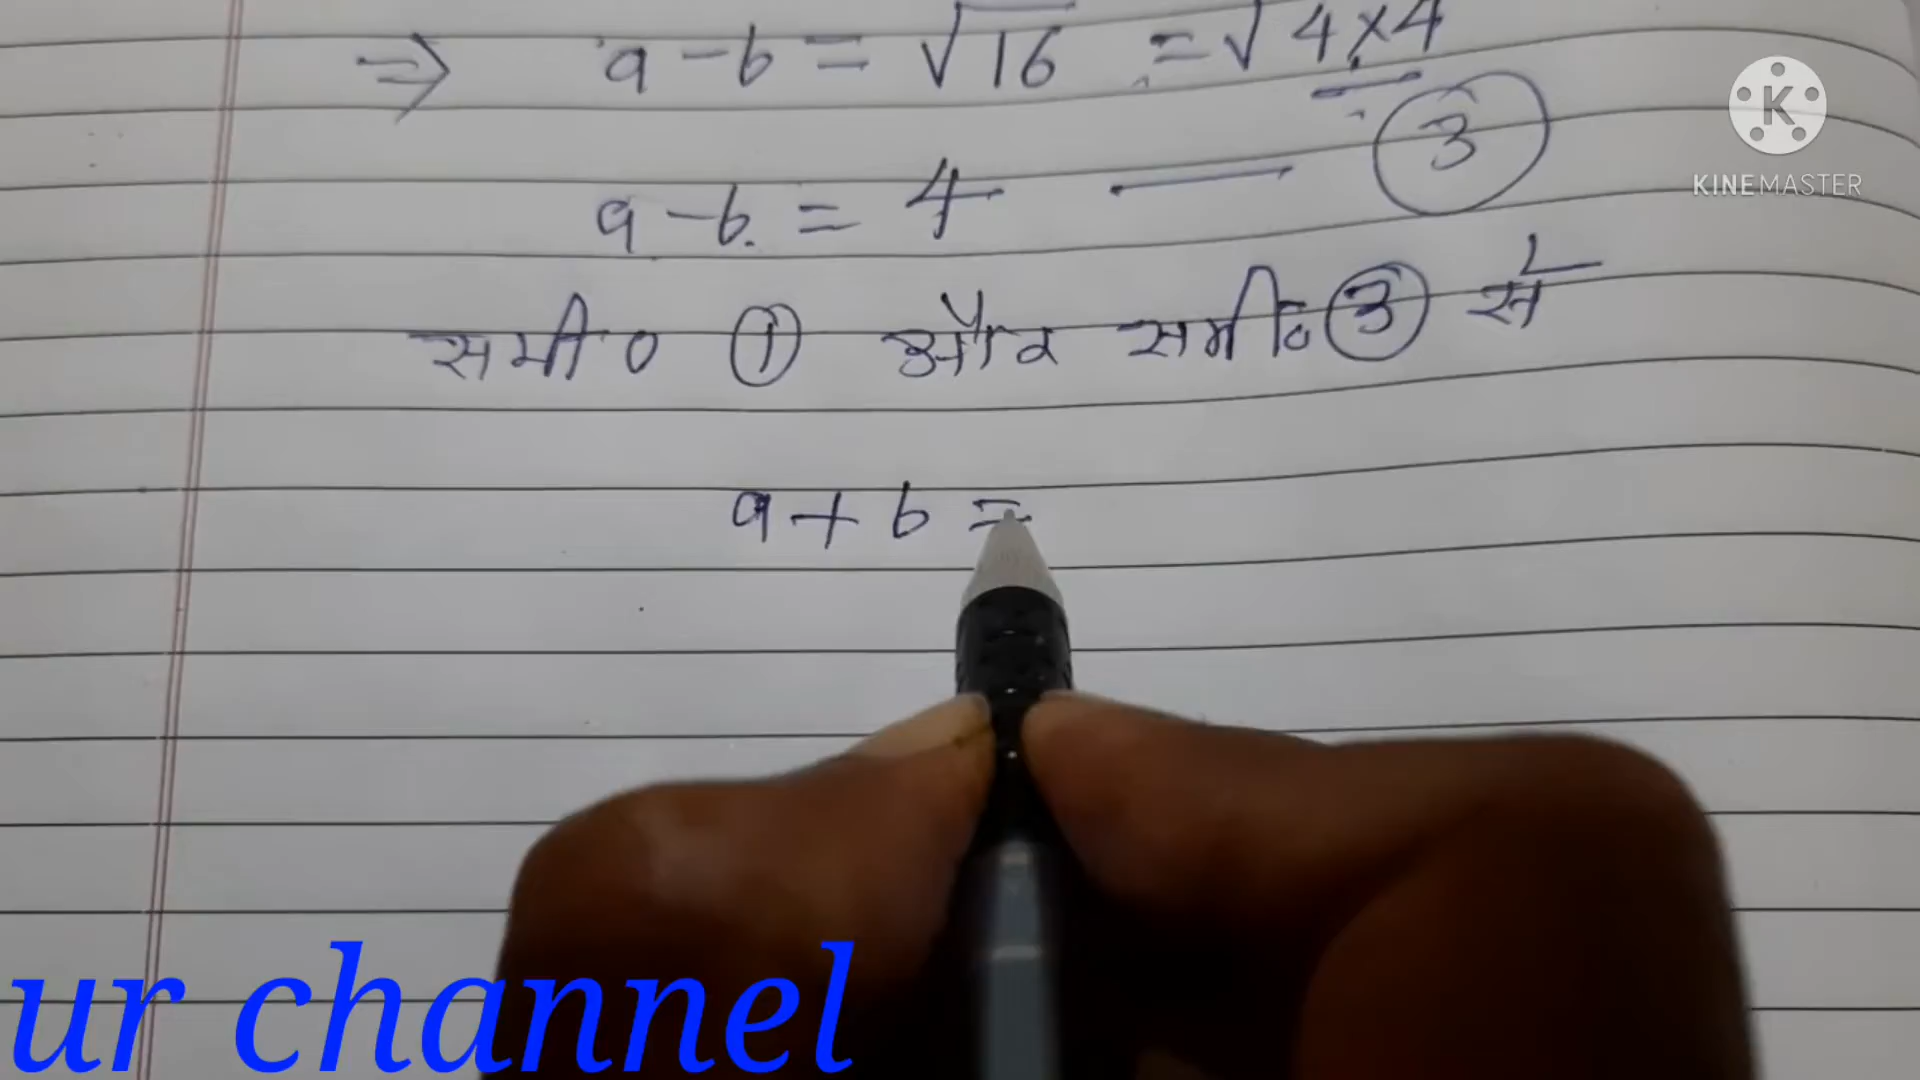 ⇒ a - b = √16 = √4×4
a - b = 4 — ③
समी० ① और समी० ③ से
a + b =
KINEMASTER
ur channel